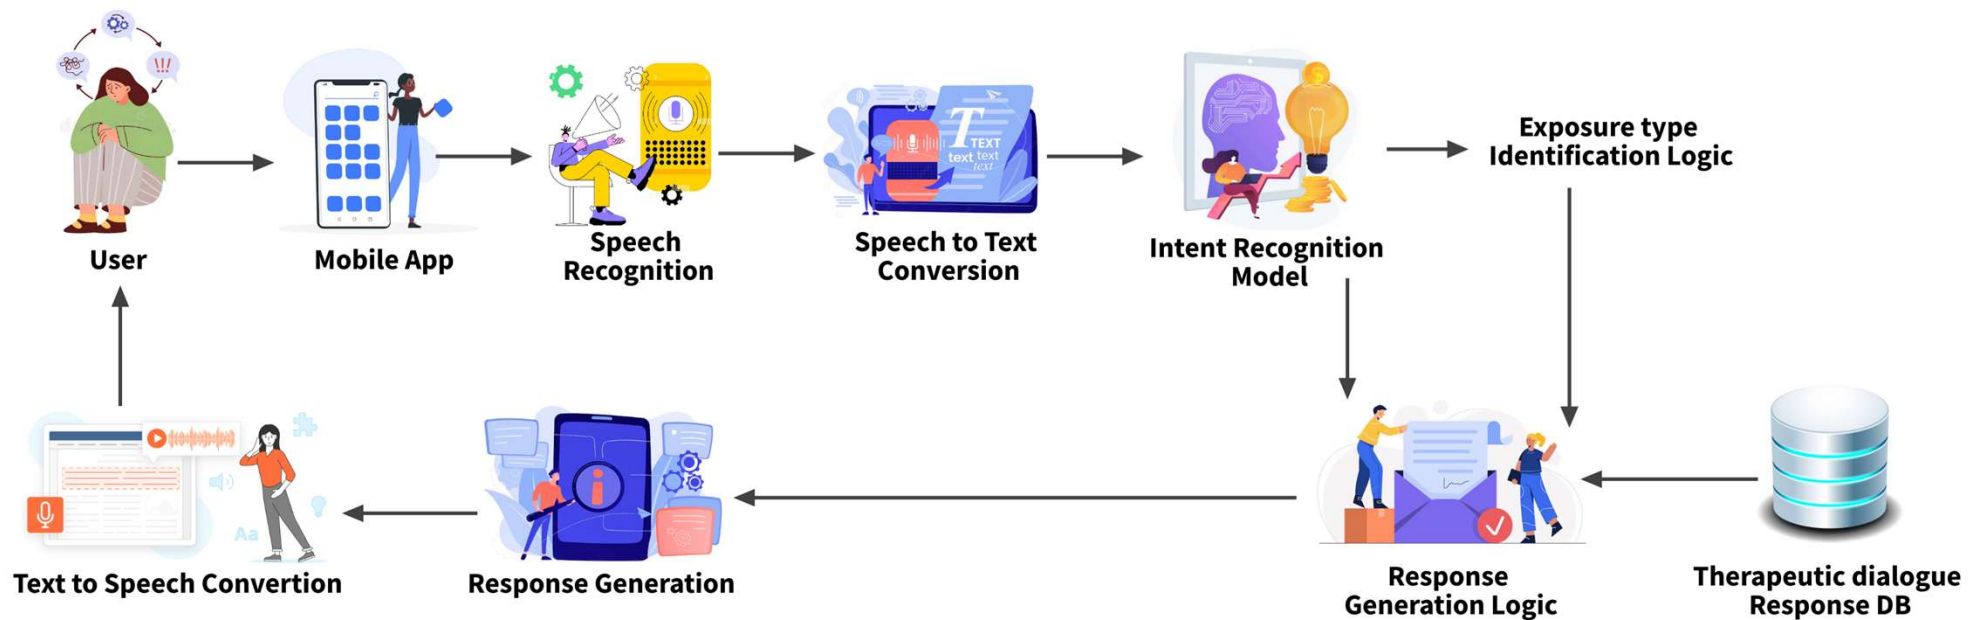 !!!
$
T
TEXT
text text
text
Exposure type
Identification Logic
User
Mobile App
Speech
Recognition
Speech to Text
Conversion
Intent Recognition
Model
i
Aa
Text to Speech Convertion
Response Generation
Response
Generation Logic
Therapeutic dialogue
Response DB